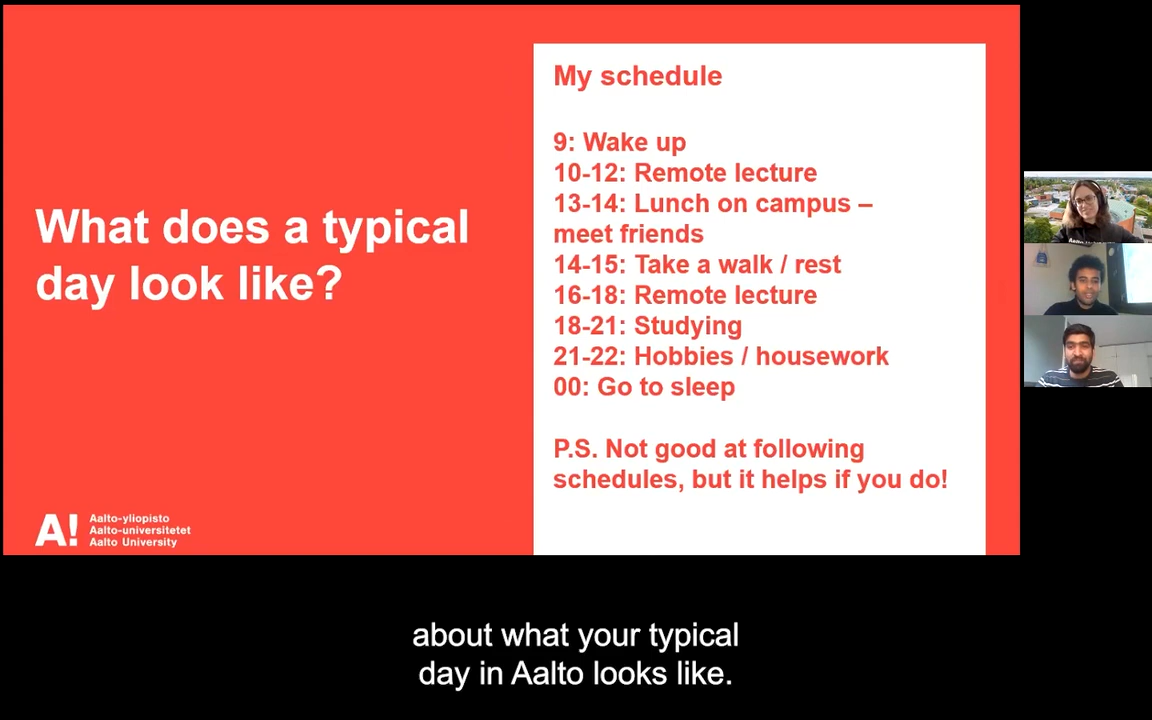 My schedule
9: Wake up
10-12: Remote lecture
13-14: Lunch on campus –
meet friends
14-15: Take a walk / rest
16-18: Remote lecture
18-21: Studying
21-22: Hobbies / housework
00: Go to sleep
P.S. Not good at following
schedules, but it helps if you do!
What does a typical
day look like?
A!
Aalto-yliopisto
Aalto-universitetet
Aalto University
about what your typical
day in Aalto looks like.